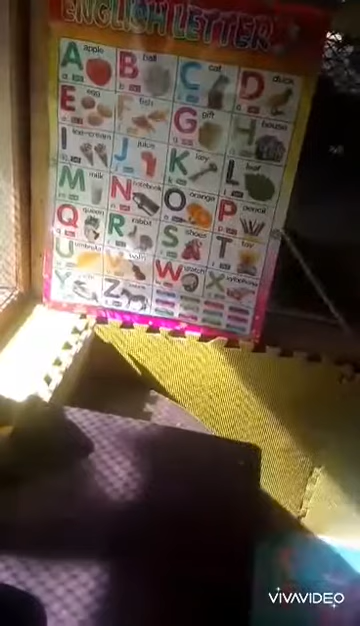 ENGLISH LETTER
A apple B ball C cat D duck
E egg F fish G gift H house
I ice-cream J juice K key L leaf
M milk N notebook O orange P pencil
Q queen R rabbit S shoes T
U umbrella V W watch X xylophone
Y Z
VIVAVIDEO